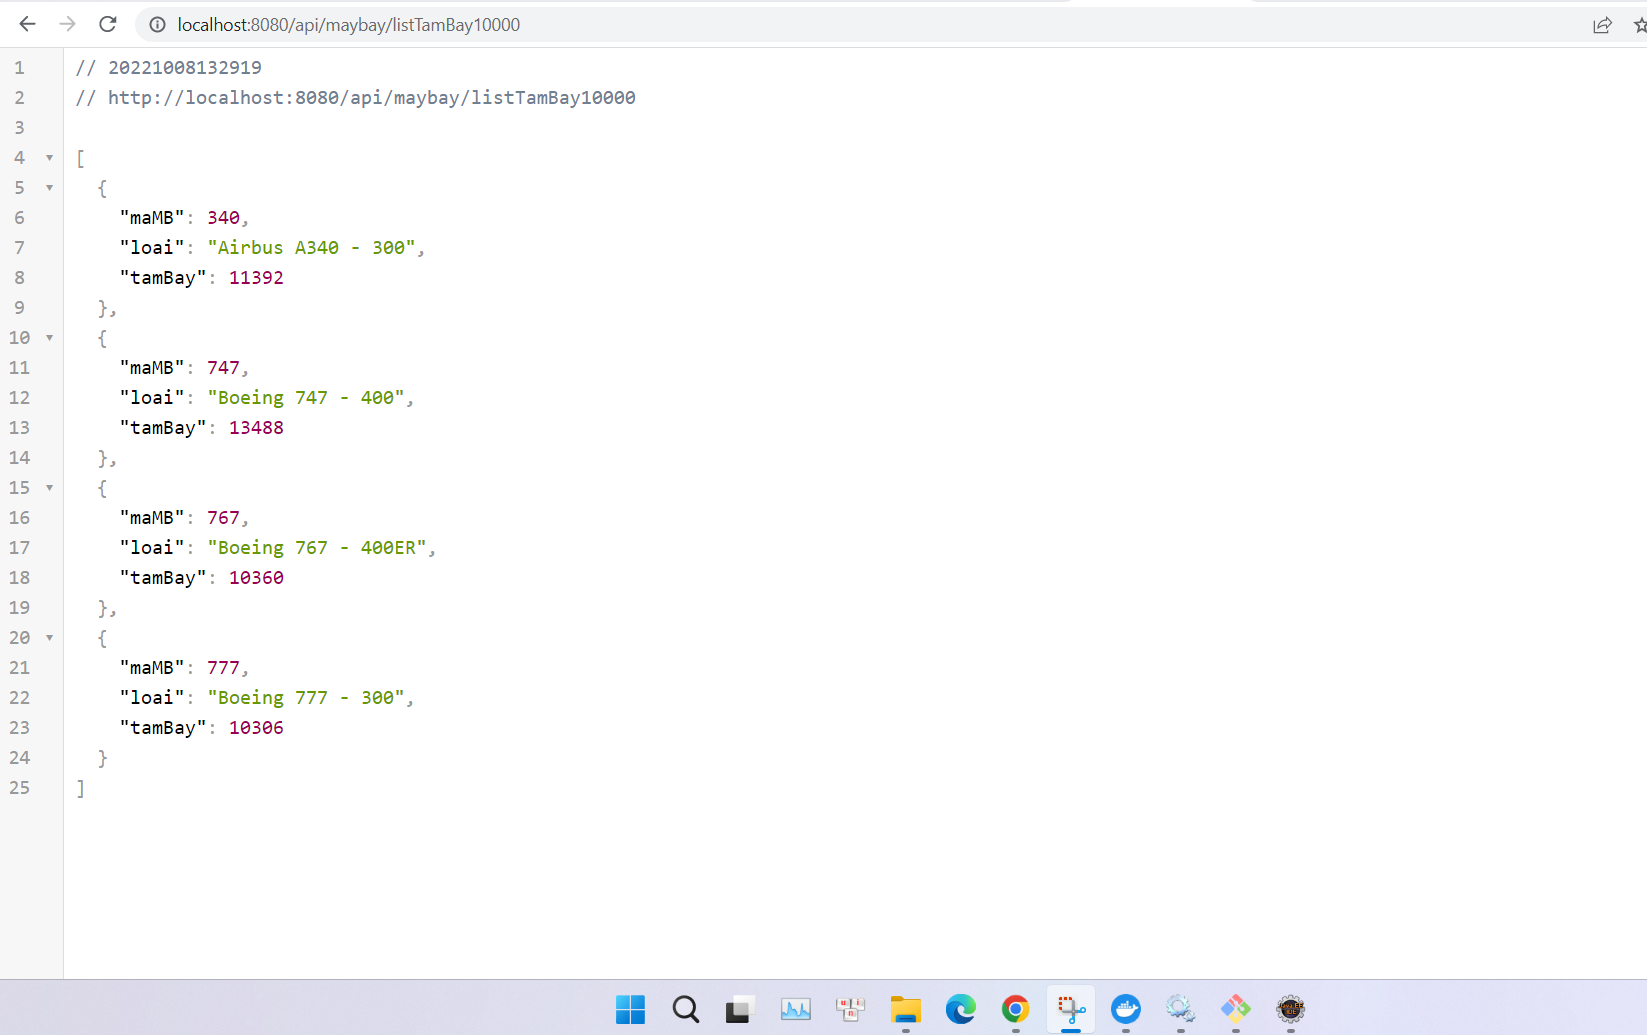 localhost:8080/api/maybay/listTamBay10000
1 // 20221008132919
2 // http://localhost:8080/api/maybay/listTamBay10000
3
4 [
5 {
6 "maMB": 340,
7 "loai": "Airbus A340 - 300",
8 "tamBay": 11392
9 },
10 {
11 "maMB": 747,
12 "loai": "Boeing 747 - 400",
13 "tamBay": 13488
14 },
15 {
16 "maMB": 767,
17 "loai": "Boeing 767 - 400ER",
18 "tamBay": 10360
19 },
20 {
21 "maMB": 777,
22 "loai": "Boeing 777 - 300",
23 "tamBay": 10306
24 }
25 ]